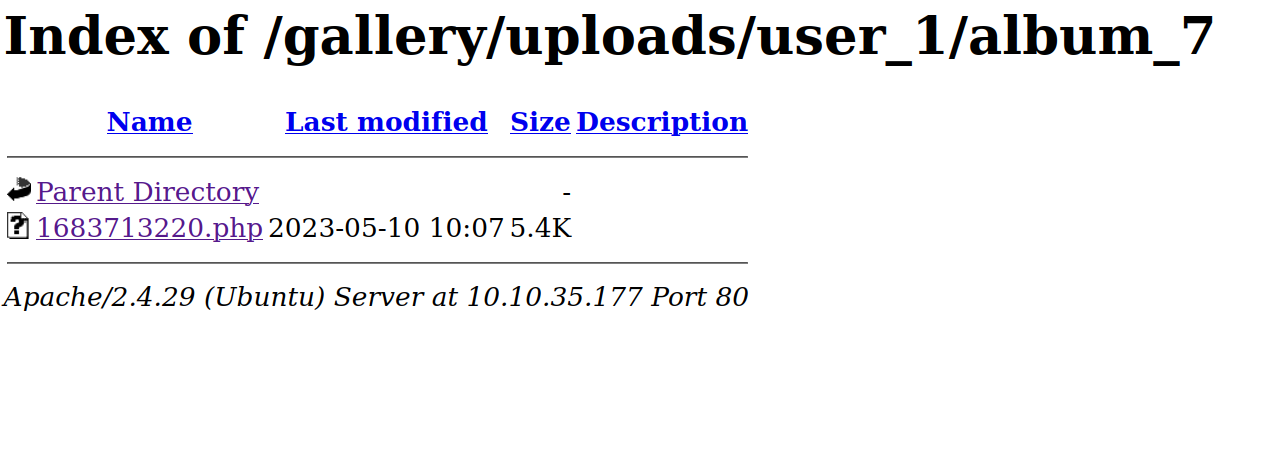 Index of /gallery/uploads/user_1/album_7
Name Last modified Size Description
Parent Directory -
1683713220.php 2023-05-10 10:07 5.4K
Apache/2.4.29 (Ubuntu) Server at 10.10.35.177 Port 80